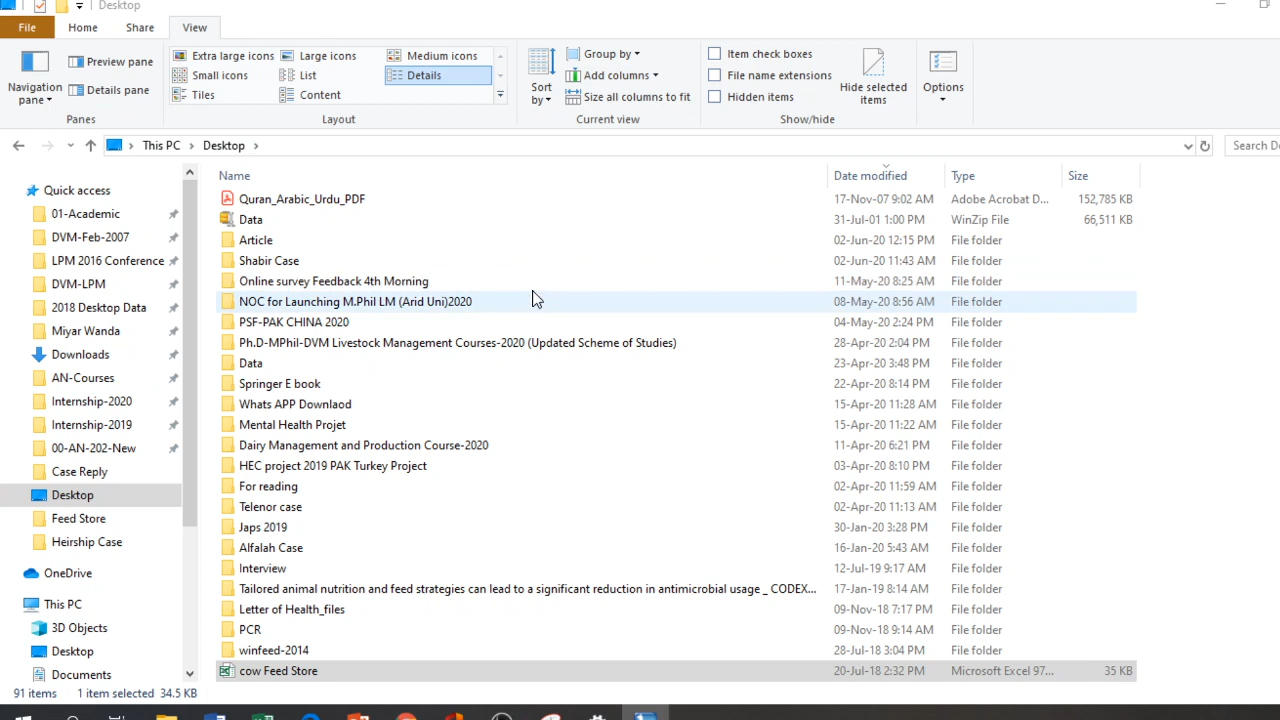 Desktop
File Home Share View
Extra large icons Large icons Medium icons
Small icons List Details
Tiles Content
Preview pane
Details pane
Navigation pane
Panes
Layout
Sort by
Group by
Add columns
Size all columns to fit
Current view
Item check boxes
File name extensions
Hidden items
Hide selected items
Show/hide
Options
This PC Desktop
Search De
Quick access
01-Academic
DVM-Feb-2007
LPM 2016 Conference
DVM-LPM
2018 Desktop Data
Miyar Wanda
Downloads
AN-Courses
Internship-2020
Internship-2019
00-AN-202-New
Case Reply
Desktop
Feed Store
Heirship Case
OneDrive
This PC
3D Objects
Desktop
Documents
Name Date modified Type Size
Quran_Arabic_Urdu_PDF 17-Nov-07 9:02 AM Adobe Acrobat D... 152,785 KB
Data 31-Jul-01 1:00 PM WinZip File 66,511 KB
Article 02-Jun-20 12:15 PM File folder
Shabir Case 02-Jun-20 11:43 AM File folder
Online survey Feedback 4th Morning 11-May-20 8:25 AM File folder
NOC for Launching M.Phil LM (Arid Uni)2020 08-May-20 8:56 AM File folder
PSF-PAK CHINA 2020 04-May-20 2:24 PM File folder
Ph.D-MPhil-DVM Livestock Management Courses-2020 (Updated Scheme of Studies) 28-Apr-20 2:04 PM File folder
Data 23-Apr-20 3:48 PM File folder
Springer E book 22-Apr-20 8:14 PM File folder
Whats APP Downlaod 15-Apr-20 11:28 AM File folder
Mental Health Projet 15-Apr-20 11:22 AM File folder
Dairy Management and Production Course-2020 11-Apr-20 6:21 PM File folder
HEC project 2019 PAK Turkey Project 03-Apr-20 8:10 PM File folder
For reading 02-Apr-20 11:59 AM File folder
Telenor case 02-Apr-20 11:13 AM File folder
Japs 2019 30-Jan-20 3:28 PM File folder
Alfalah Case 16-Jan-20 5:43 AM File folder
Interview 12-Jul-19 9:17 AM File folder
Tailored animal nutrition and feed strategies can lead to a significant reduction in antimicrobial usage _ CODEX... 17-Jan-19 8:14 AM File folder
Letter of Health_files 09-Nov-18 7:17 PM File folder
PCR 09-Nov-18 9:14 AM File folder
winfeed-2014 28-Jul-18 3:04 PM File folder
cow Feed Store 20-Jul-18 2:32 PM Microsoft Excel 97... 35 KB
91 items 1 item selected 34.5 KB